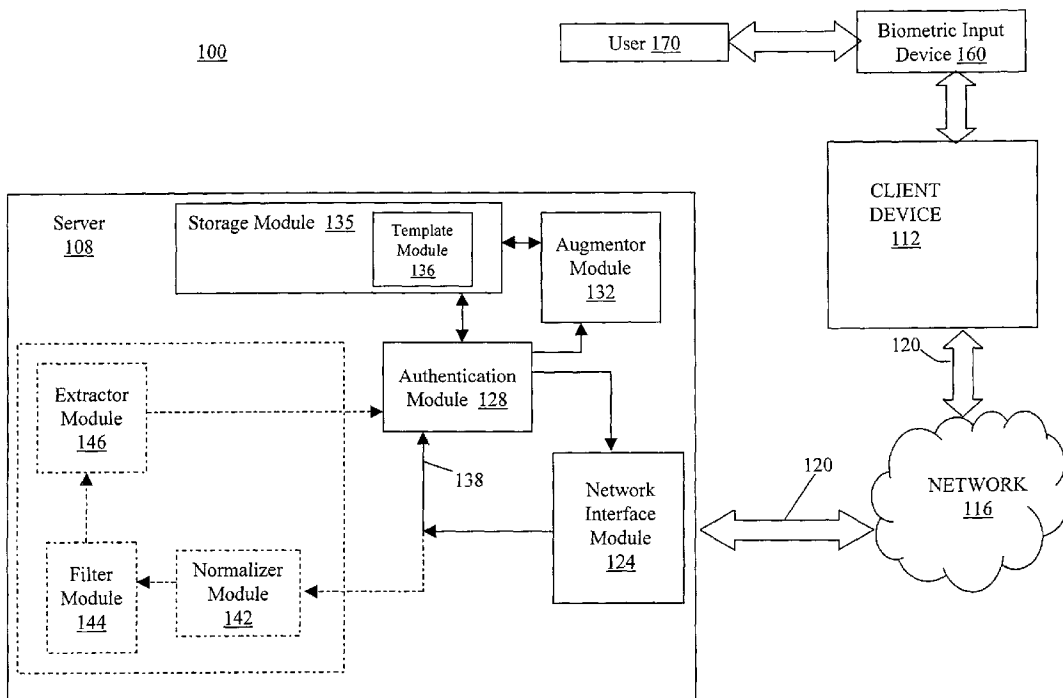 100
User 170
Biometric Input
Device 160
CLIENT
DEVICE
112
Server
108
Storage Module 135
Template
Module
136
Augmentor
Module
132
120
Extractor
Module
146
Authentication
Module 128
138
Network
Interface
Module
124
120
NETWORK
116
Filter
Module
144
Normalizer
Module
142